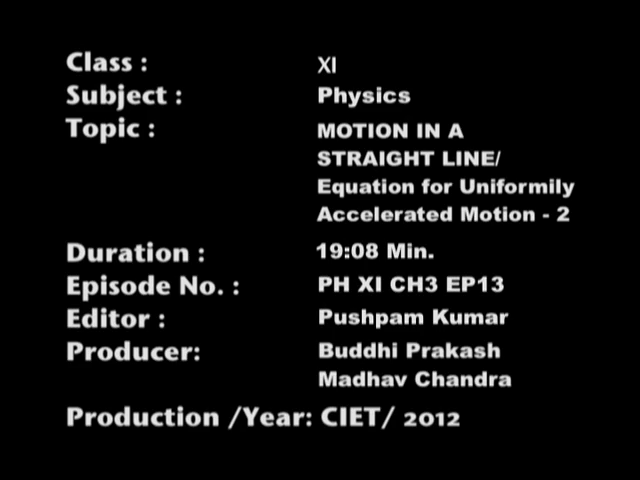 Class : XI
Subject : Physics
Topic : MOTION IN A
STRAIGHT LINE/
Equation for Uniformily
Accelerated Motion - 2
Duration : 19:08 Min.
Episode No. : PH XI CH3 EP13
Editor : Pushpam Kumar
Producer: Buddhi Prakash
Madhav Chandra
Production /Year: CIET/ 2012